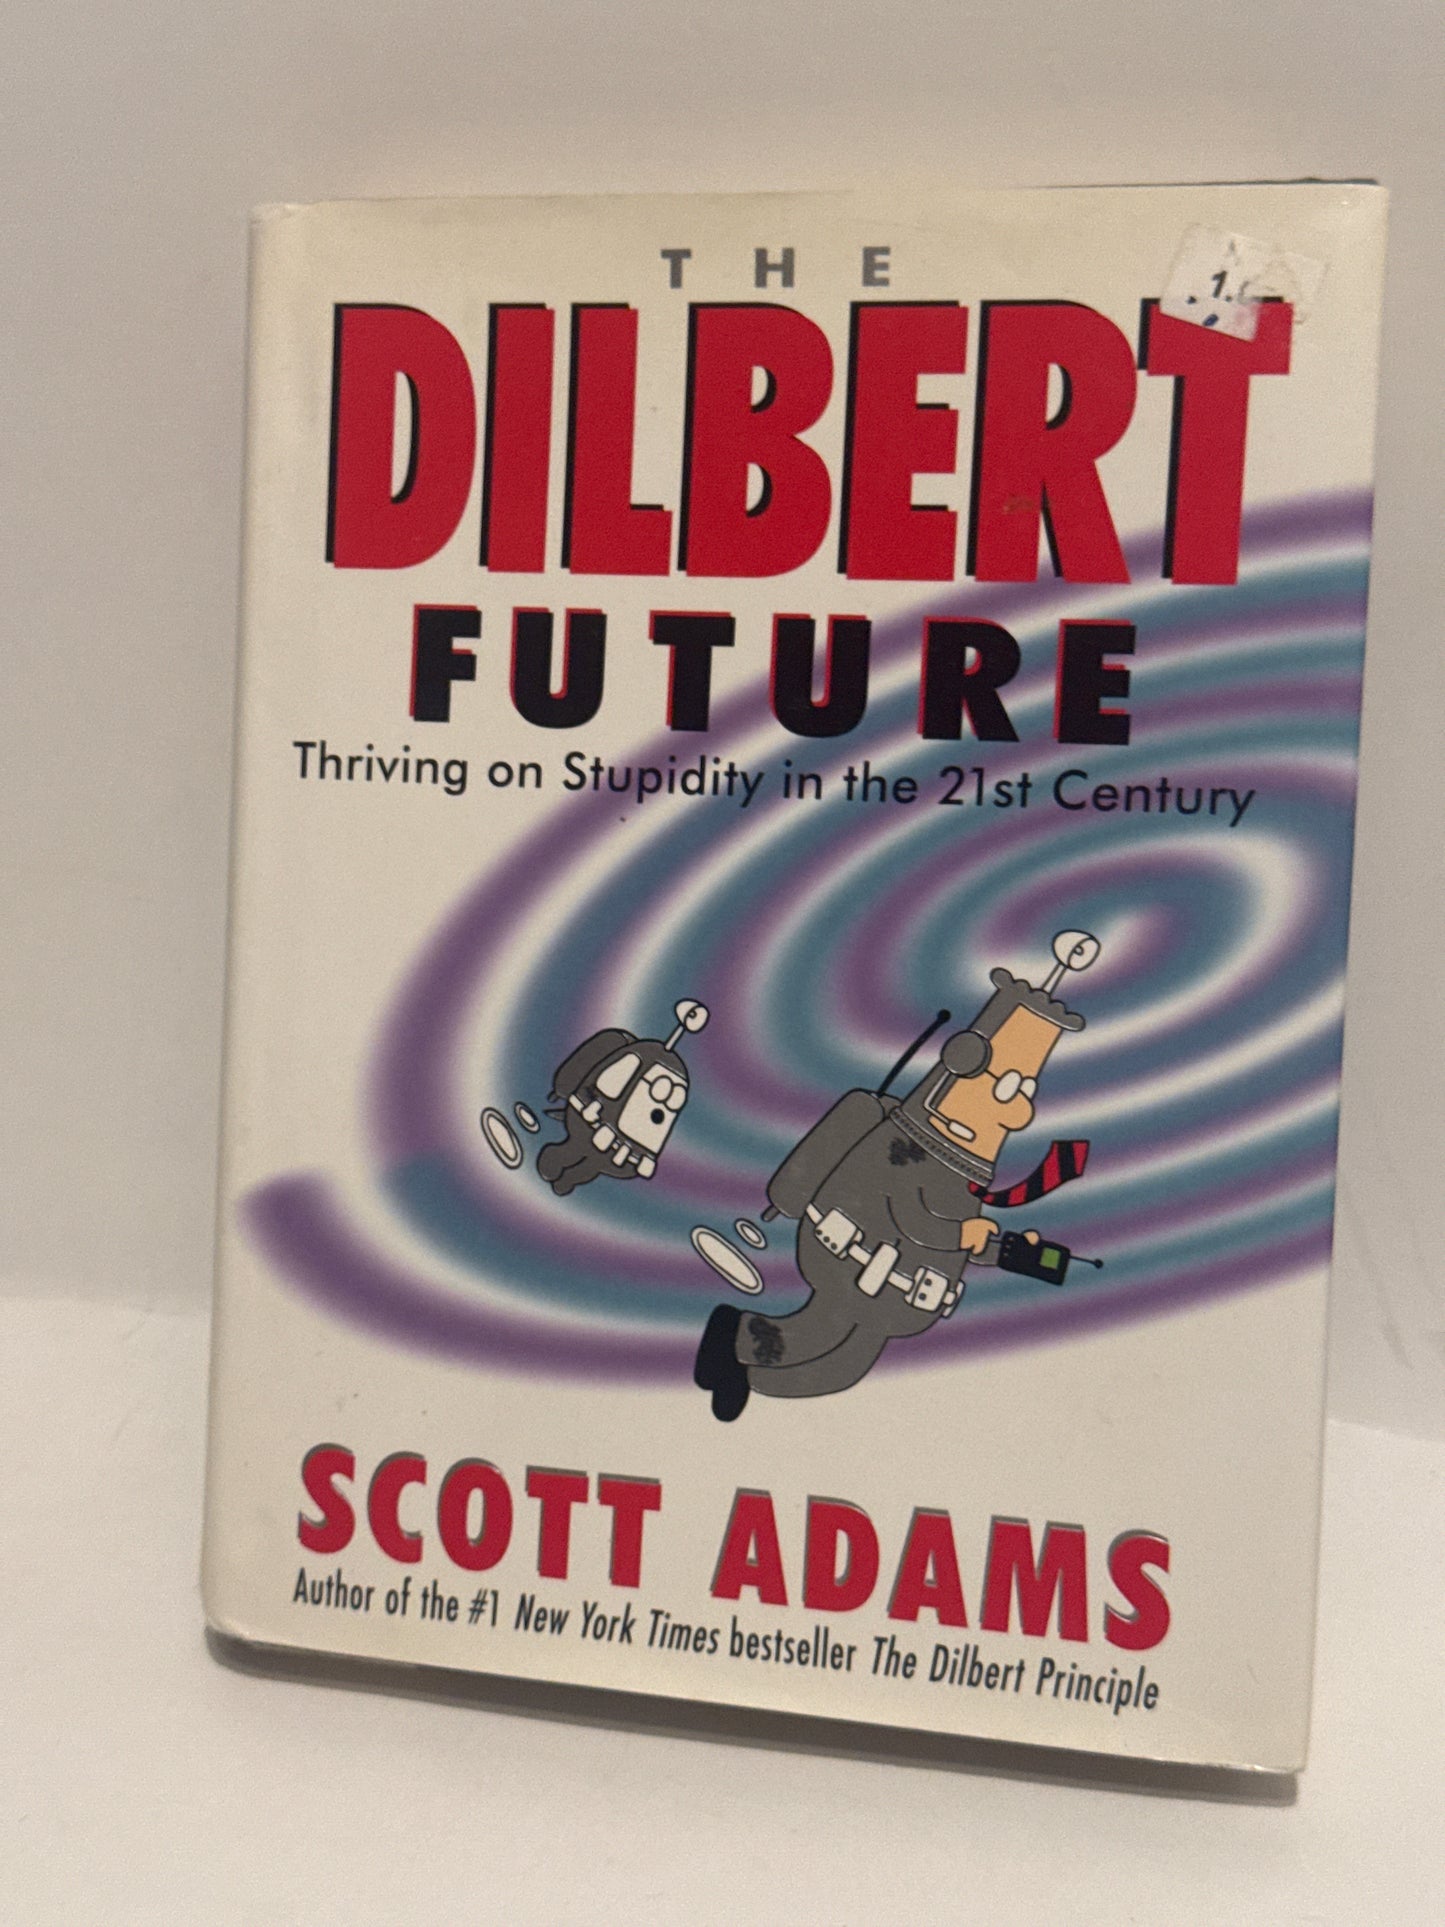 THE
DILBERT
FUTURE
Thriving on Stupidity in the 21st Century
SCOTT ADAMS
Author of the #1 New York Times bestseller The Dilbert Principle